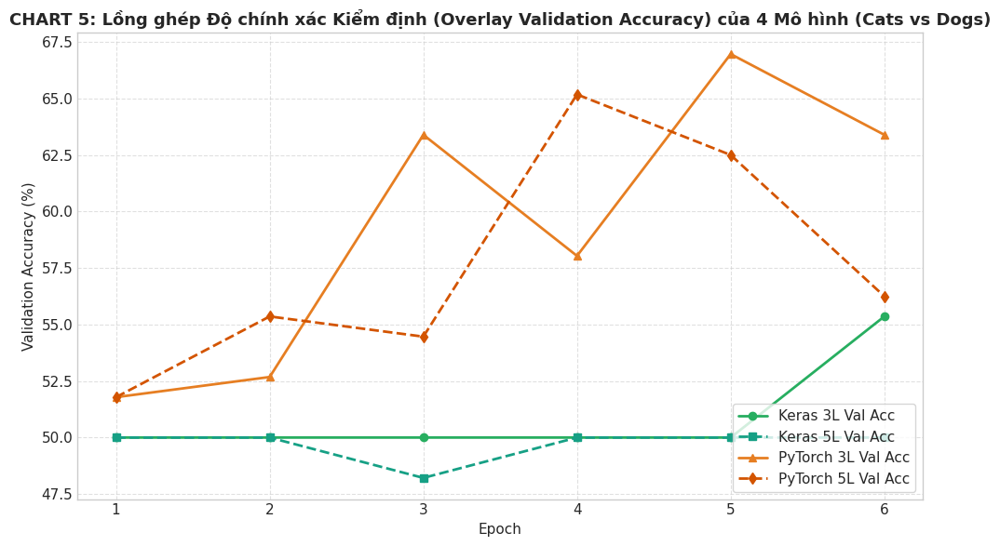 CHART 5: Lồng ghép Độ chính xác Kiểm định (Overlay Validation Accuracy) của 4 Mô hình (Cats vs Dogs)
Validation Accuracy (%)
67.5
65.0
62.5
60.0
57.5
55.0
52.5
50.0
47.5
Keras 3L Val Acc
Keras 5L Val Acc
PyTorch 3L Val Acc
PyTorch 5L Val Acc
1 2 3 4 5 6
Epoch